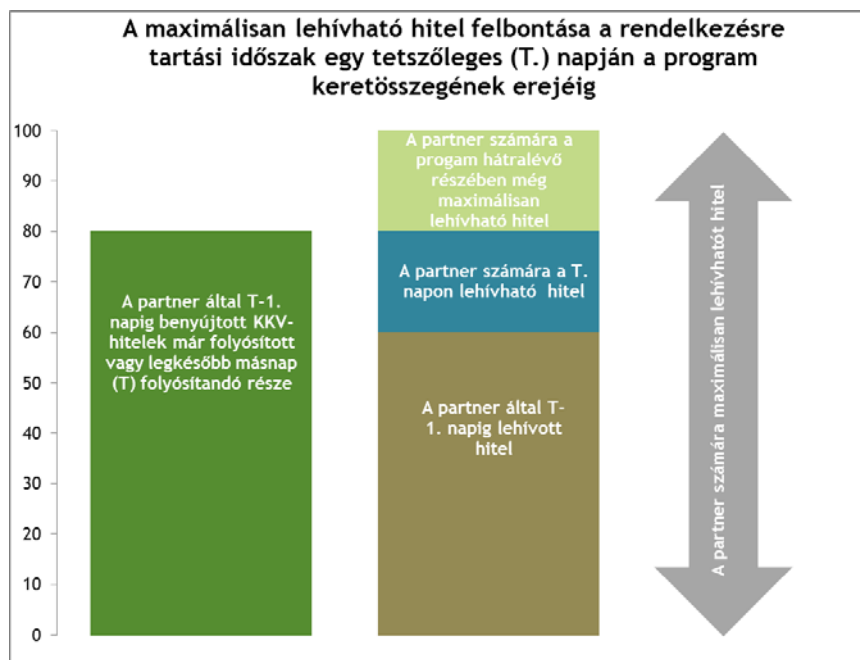 A maximálisan lehívható hitel felbontása a rendelkezésre
tartási időszak egy tetszőleges (T.) napján a program
keretösszegének erejéig
100
90
80
70
60
50
40
30
20
10
0
A partner által T-1.
napig benyújtott KKV-
hitelek már folyósított
vagy legkésőbb másnap
(T) folyósítandó része
A partner számára a
progam hátralévő
részében még
maximálisan
lehívható hitel
A partner számára a T.
napon lehívható hitel
A partner által T-
1. napig lehívott
hitel
A partner számára maximálisan lehívhatót hitel